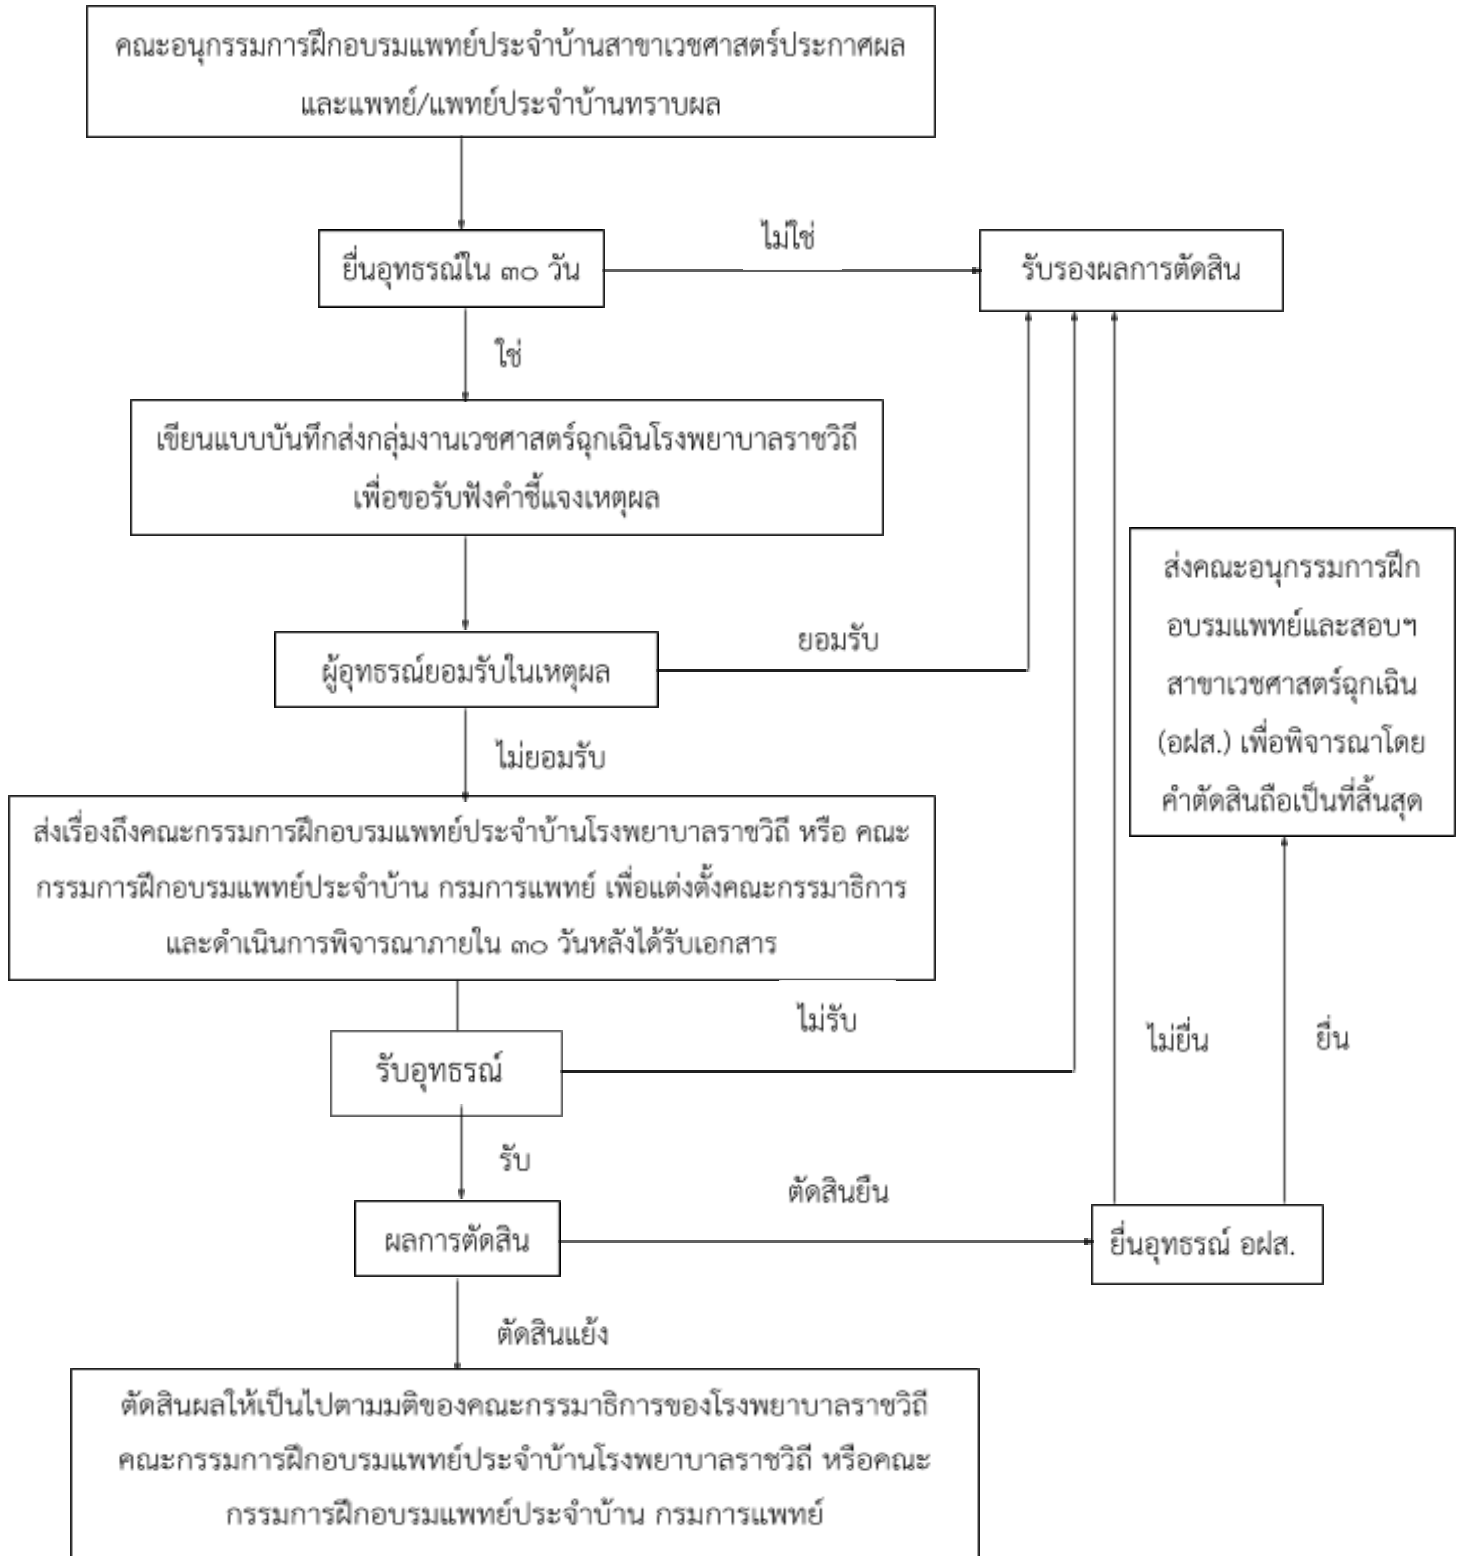 คณะอนุกรรมการฝึกอบรมแพทย์ประจำบ้านสาขาเวชศาสตร์ประกาศผล
และแพทย์/แพทย์ประจำบ้านทราบผล
ยื่นอุทธรณ์ใน ๓๐ วัน
ไม่ใช่
รับรองผลการตัดสิน
ใช่
เขียนแบบบันทึกส่งกลุ่มงานเวชศาสตร์ฉุกเฉินโรงพยาบาลราชวิถี
เพื่อขอรับฟังคำชี้แจงเหตุผล
ผู้อุทธรณ์ยอมรับในเหตุผล
ยอมรับ
ส่งคณะอนุกรรมการฝึก
อบรมแพทย์และสอบฯ
สาขาเวชศาสตร์ฉุกเฉิน
(อฝส.) เพื่อพิจารณาโดย
คำตัดสินถือเป็นที่สิ้นสุด
ไม่ยอมรับ
ส่งเรื่องถึงคณะกรรมการฝึกอบรมแพทย์ประจำบ้านโรงพยาบาลราชวิถี หรือ คณะ
กรรมการฝึกอบรมแพทย์ประจำบ้าน กรมการแพทย์ เพื่อแต่งตั้งคณะกรรมาธิการ
และดำเนินการพิจารณาภายใน ๓๐ วันหลังได้รับเอกสาร
ไม่รับ
ไม่ยื่น
ยื่น
รับอุทธรณ์
รับ
ตัดสินยืน
ผลการตัดสิน
ยื่นอุทธรณ์ อฝส.
ตัดสินแย้ง
ตัดสินผลให้เป็นไปตามมติของคณะกรรมาธิการของโรงพยาบาลราชวิถี
คณะกรรมการฝึกอบรมแพทย์ประจำบ้านโรงพยาบาลราชวิถี หรือคณะ
กรรมการฝึกอบรมแพทย์ประจำบ้าน กรมการแพทย์